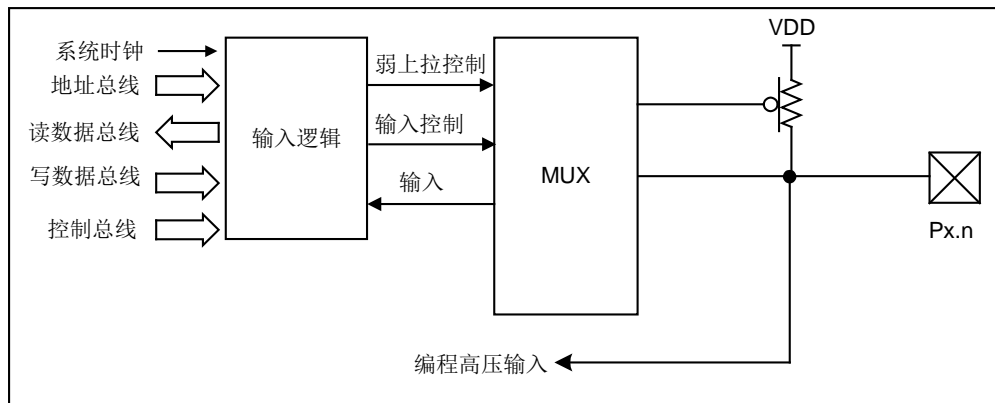 系统时钟
地址总线
读数据总线
写数据总线
控制总线
输入逻辑
弱上拉控制
输入控制
输入
MUX
VDD
Px.n
编程高压输入